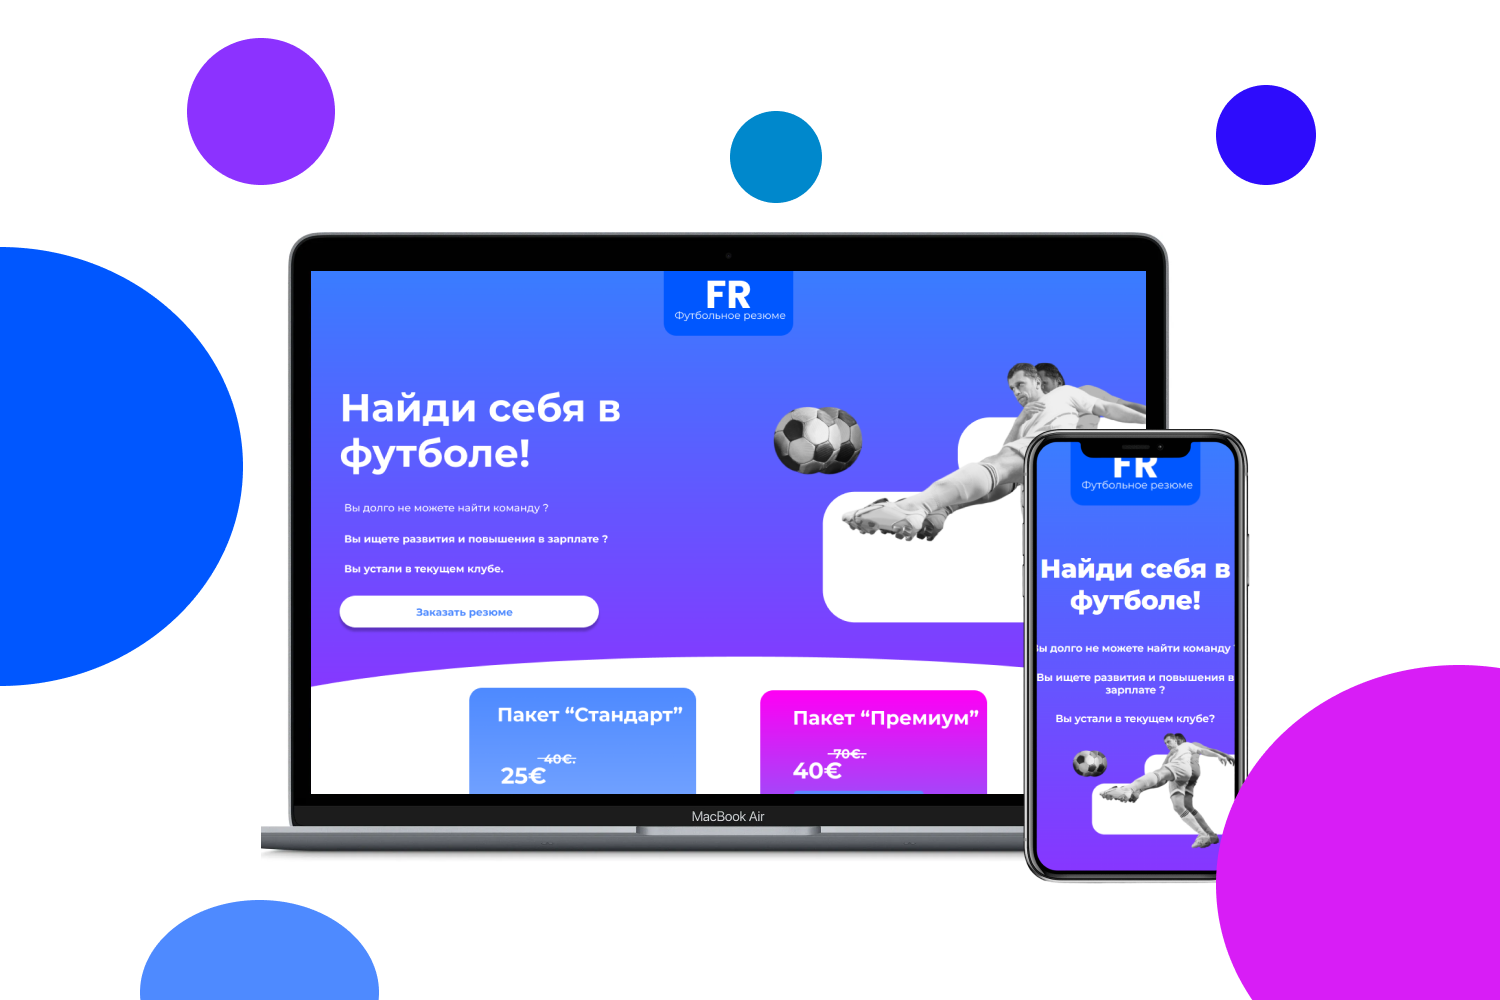 FR
Футбольное резюме
Найди себя в
футболе!
Вы долго не можете найти команду ?
Вы ищете развития и повышения в зарплате ?
Вы устали в текущем клубе.
Заказать резюме
Пакет “Стандарт”
40€.
25€
Пакет “Премиум”
70€.
40€
MacBook Air
FR
Футбольное резюме
Найди себя в
футболе!
Вы долго не можете найти команду
Вы ищете развития и повышения в
зарплате ?
Вы устали в текущем клубе?